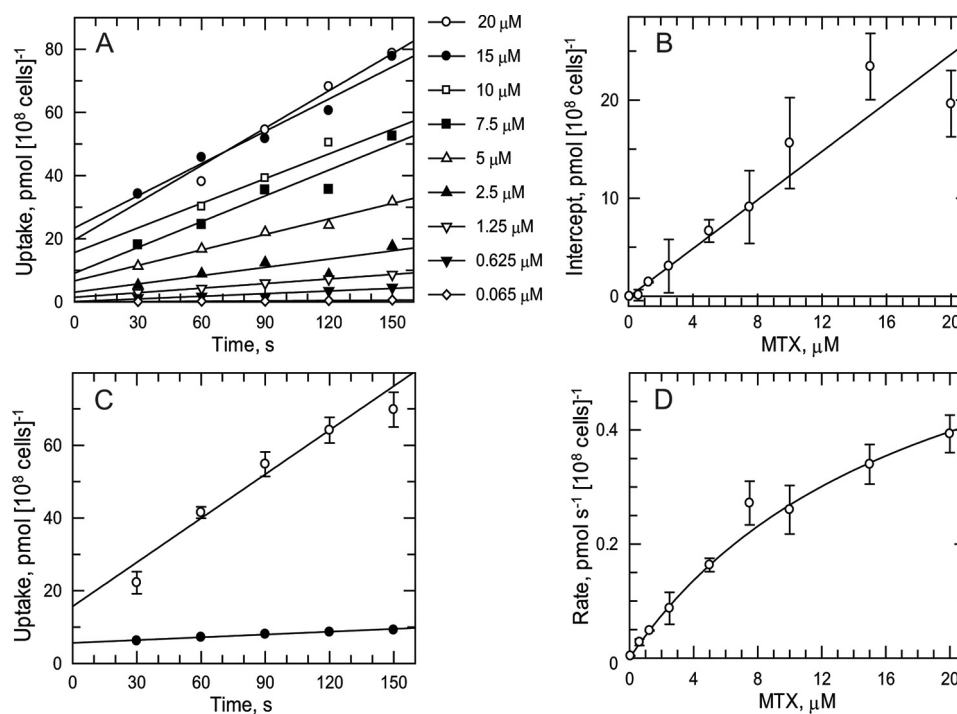 A
Uptake, pmol [10⁸ cells]⁻¹
80
60
40
20
0
0 30 60 90 120 150
Time, s
20 μM
15 μM
10 μM
7.5 μM
5 μM
2.5 μM
1.25 μM
0.625 μM
0.065 μM
B
Intercept, pmol [10⁸ cells]⁻¹
20
10
0
0 4 8 12 16 20
MTX, μM
C
Uptake, pmol [10⁸ cells]⁻¹
60
40
20
0
0 30 60 90 120 150
Time, s
D
Rate, pmol s⁻¹ [10⁸ cells]⁻¹
0.4
0.2
0
0 4 8 12 16 20
MTX, μM